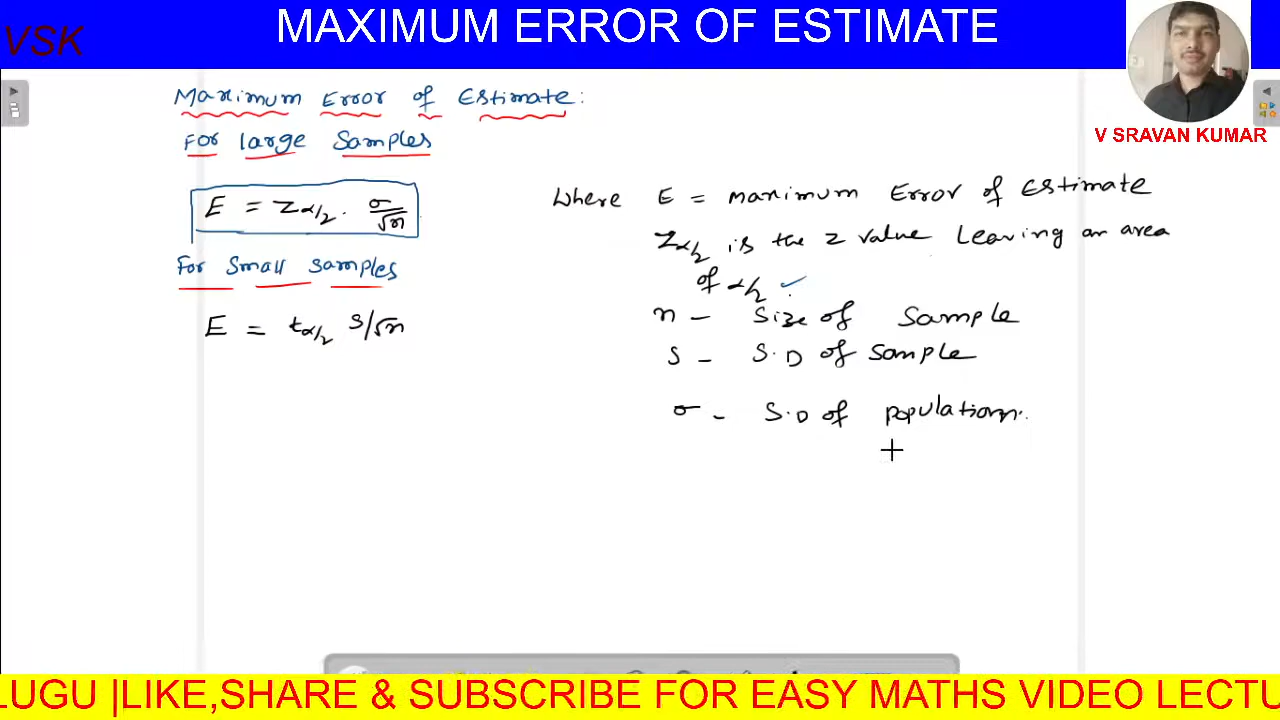 VSK
MAXIMUM ERROR OF ESTIMATE
V SRAVAN KUMAR
Maximum Error of Estimate:
For large Samples
E = Zα/2 . σ/√n
For Small samples
E = tα/2 S/√n
Where E = maximum Error of Estimate
Zα/2 is the z value Leaving an area
of α/2 ✓.
n – Size of Sample
S – S.D of Sample
σ – S.D of population.
LUGU |LIKE,SHARE & SUBSCRIBE FOR EASY MATHS VIDEO LECTU